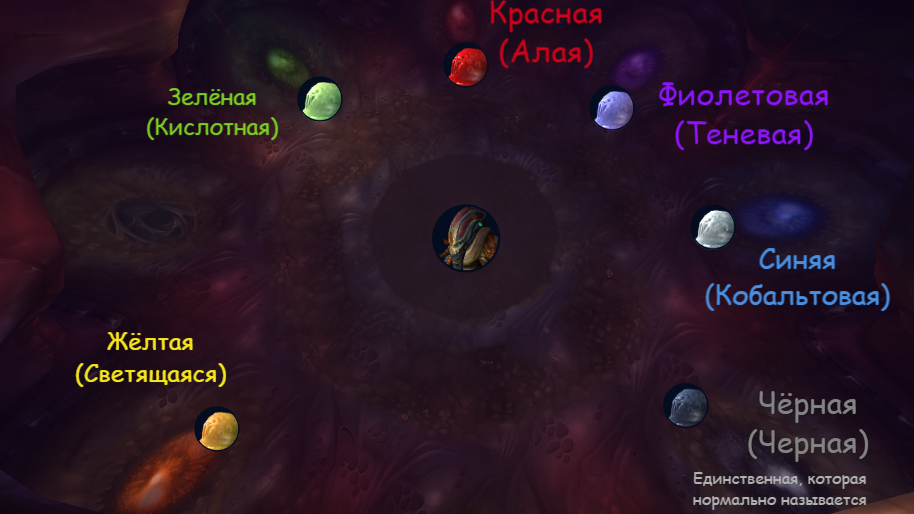 Красная
(Алая)
Зелёная
(Кислотная)
Фиолетовая
(Теневая)
Синяя
(Кобальтовая)
Жёлтая
(Светящаяся)
Чёрная
(Черная)
Единственная, которая
нормально называется